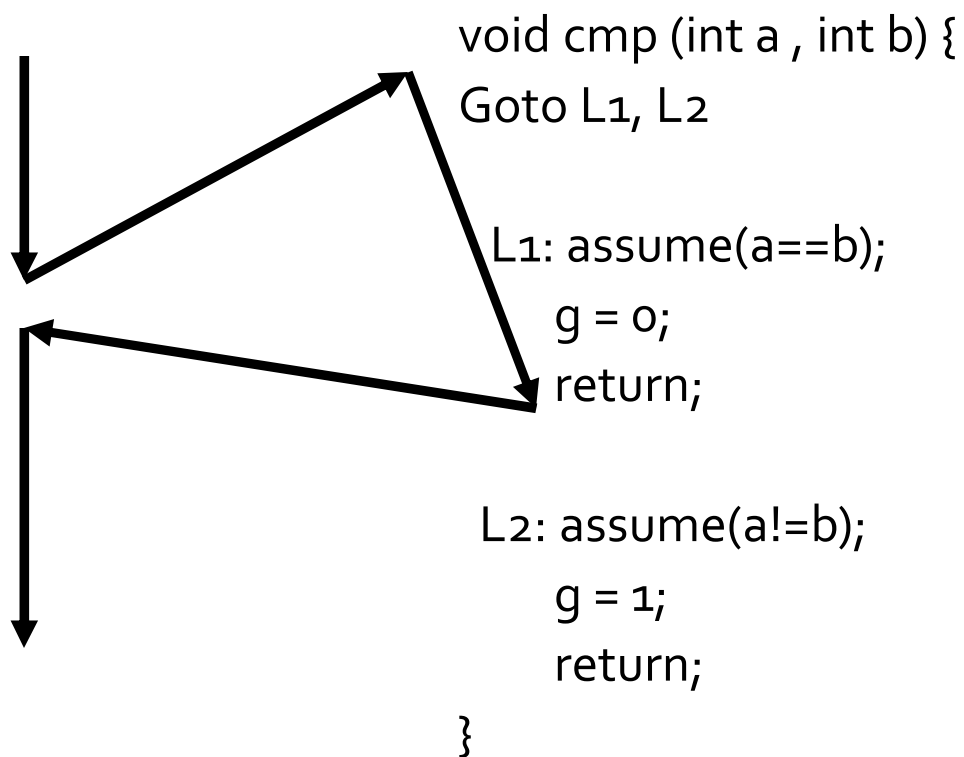 void cmp (int a , int b) {
Goto L1, L2
L1: assume(a==b);
g = 0;
return;
L2: assume(a!=b);
g = 1;
return;
}